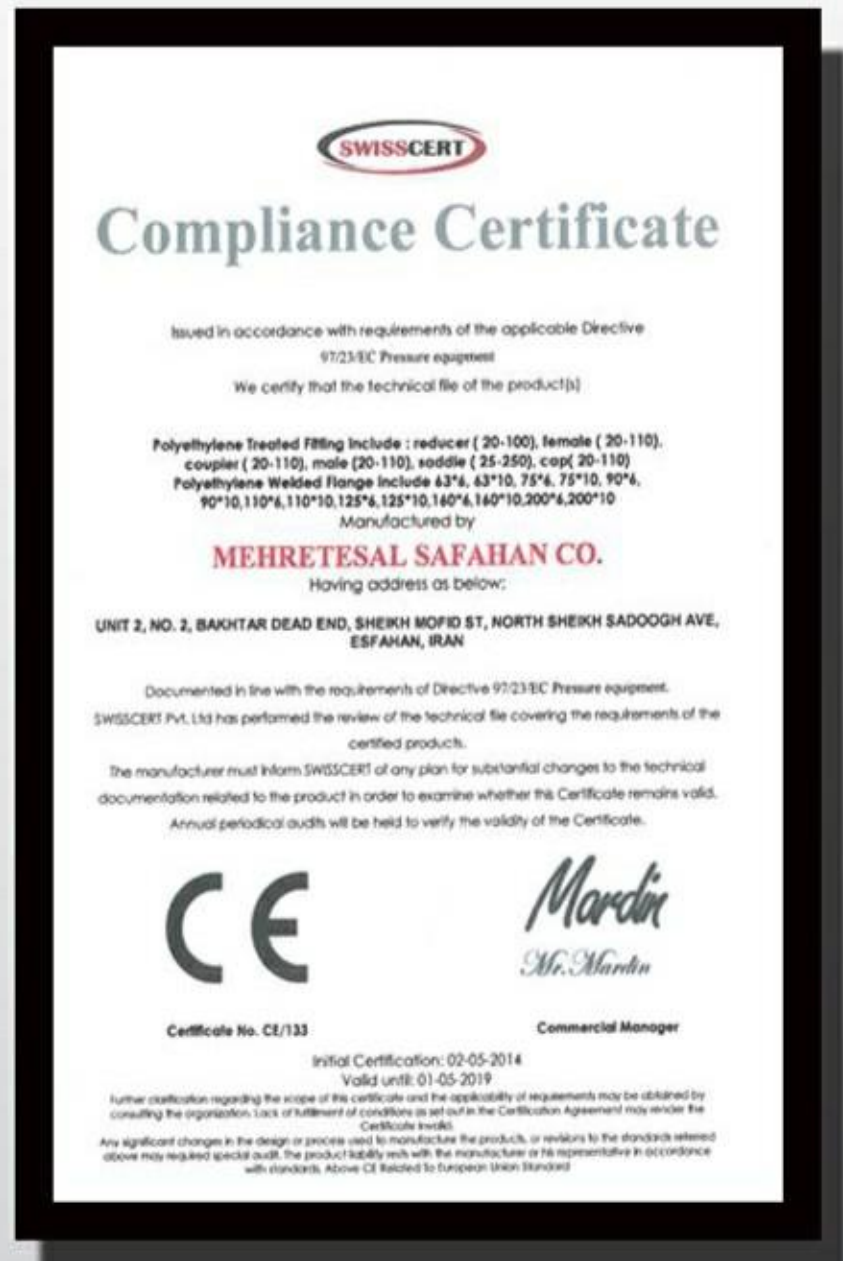 SWISSCERT
Compliance Certificate
Issued in accordance with requirements of the applicable Directive
97/23/EC Pressure equipment
We certify that the technical file of the product(s)
Polyethylene Treated Fitting Include : reducer ( 20-100), female ( 20-110),
coupler ( 20-110), male (20-110), saddle ( 25-250), cap( 20-110)
Polyethylene Welded Flange Include 63*6, 63*10, 75*6, 75*10, 90*6,
90*10,110*6,110*10,125*6,125*10,160*6,160*10,200*6,200*10
Manufactured by
MEHRETESAL SAFAHAN CO.
Having address as below:
UNIT 2, NO. 2, BAKHTAR DEAD END, SHEIKH MOFID ST, NORTH SHEIKH SADOOGH AVE,
ESFAHAN, IRAN
Documented in line with the requirements of Directive 97/23/EC Pressure equipment.
SWISSCERT Pvt. Ltd has performed the review of the technical file covering the requirements of the
certified products.
The manufacturer must inform SWISSCERT of any plan for substantial changes to the technical
documentation related to the product in order to examine whether this Certificate remains valid.
Annual periodical audits will be held to verify the validity of the Certificate.
CE
Mardin
Mr. Mardin
Certificate No. CE/133
Commercial Manager
Initial Certification: 02-05-2014
Valid until: 01-05-2019
Further clarification regarding the scope of this certificate and the applicability of requirements may be obtained by
consulting the organization. Lack of fulfilment of conditions as set out in the Certification Agreement may render the
Certificate invalid.
Any significant changes in the design or process used to manufacture the products, or revisions to the standards referred
above may required special audit. The product liability rests with the manufacturer or his representative in accordance
with standards. Above CE Related to European Union Standard